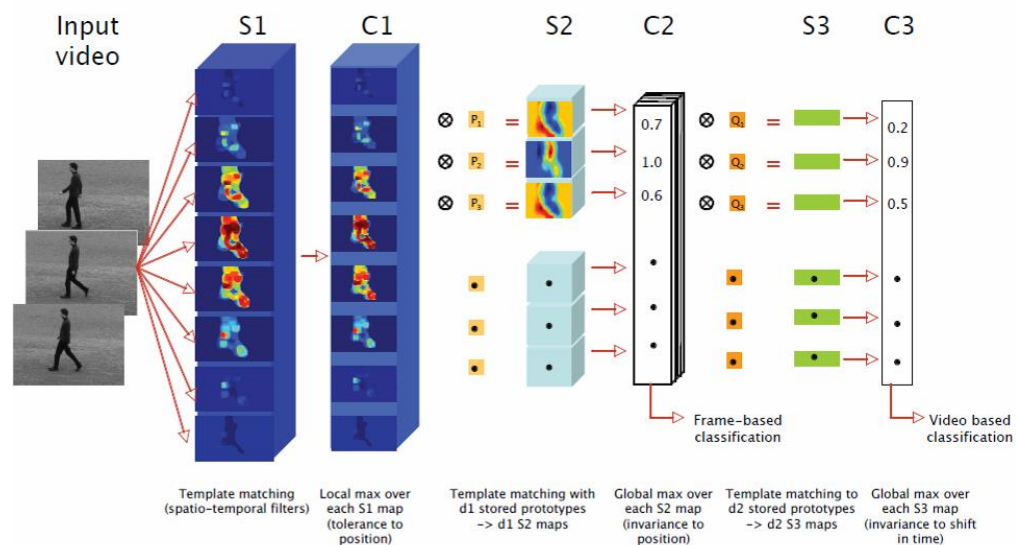 Input
video
S1
C1
S2
C2
S3
C3
⊗ P₁ =
⊗ P₂ =
⊗ P₃ =
0.7
1.0
0.6
⊗ Q₁ =
⊗ Q₂ =
⊗ Q₃ =
0.2
0.9
0.5
Frame-based
classification
Video based
classification
Template matching
(spatio-temporal filters)
Local max over
each S1 map
(tolerance to
position)
Template matching with
d1 stored prototypes
-> d1 S2 maps
Global max over
each S2 map
(invariance to
position)
Template matching to
d2 stored prototypes
-> d2 S3 maps
Global max over
each S3 map
(invariance to shift
in time)